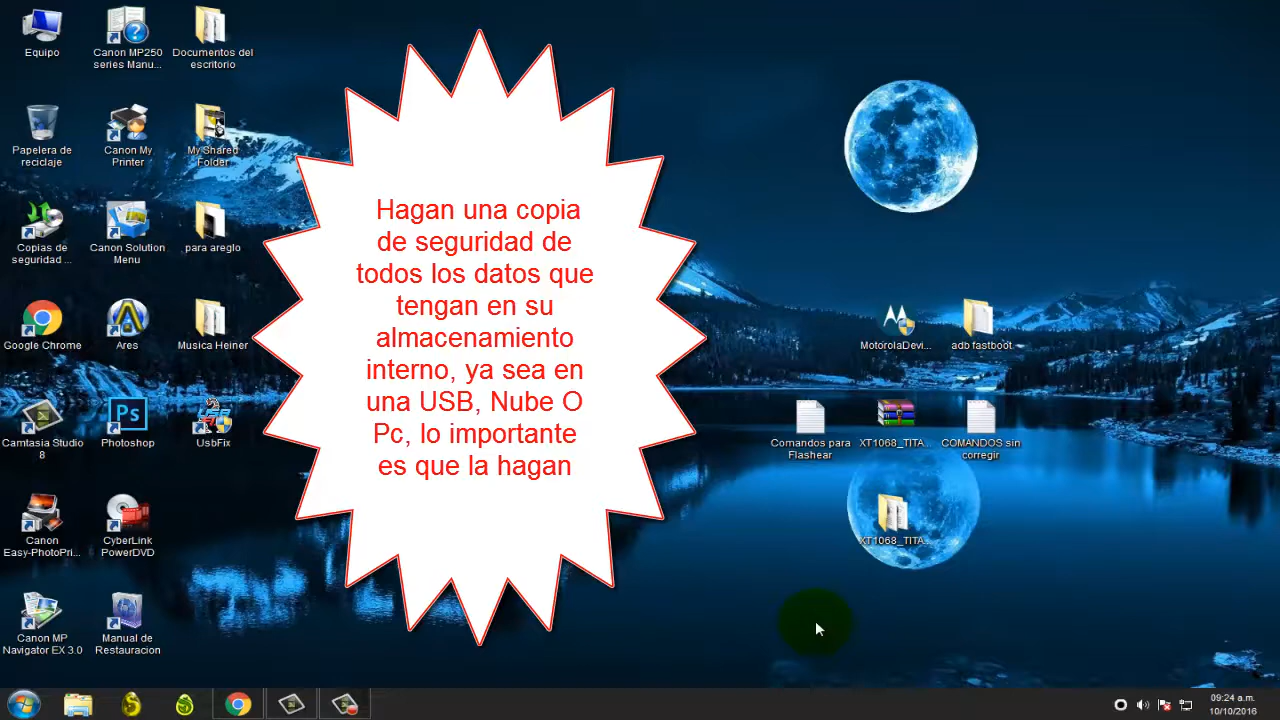 Equipo
Canon MP250
series Manu...
Documentos del
escritorio
Papelera de
reciclaje
Canon My
Printer
My Shared
Folder
Copias de
seguridad ...
Canon Solution
Menu
para areglo
Google Chrome
Ares
Musica Heiner
Camtasia Studio
8
Photoshop
UsbFix
Canon
Easy-PhotoPri...
CyberLink
PowerDVD
Canon MP
Navigator EX 3.0
Manual de
Restauracion
Hagan una copia
de seguridad de
todos los datos que
tengan en su
almacenamiento
interno, ya sea en
una USB, Nube O
Pc, lo importante
es que la hagan
MotorolaDevi...
adb fastboot
Comandos para
Flashear
XT1068_TITA...
COMANDOS sin
corregir
XT1068_TITA...
Ps
09:24 a.m.
10/10/2016